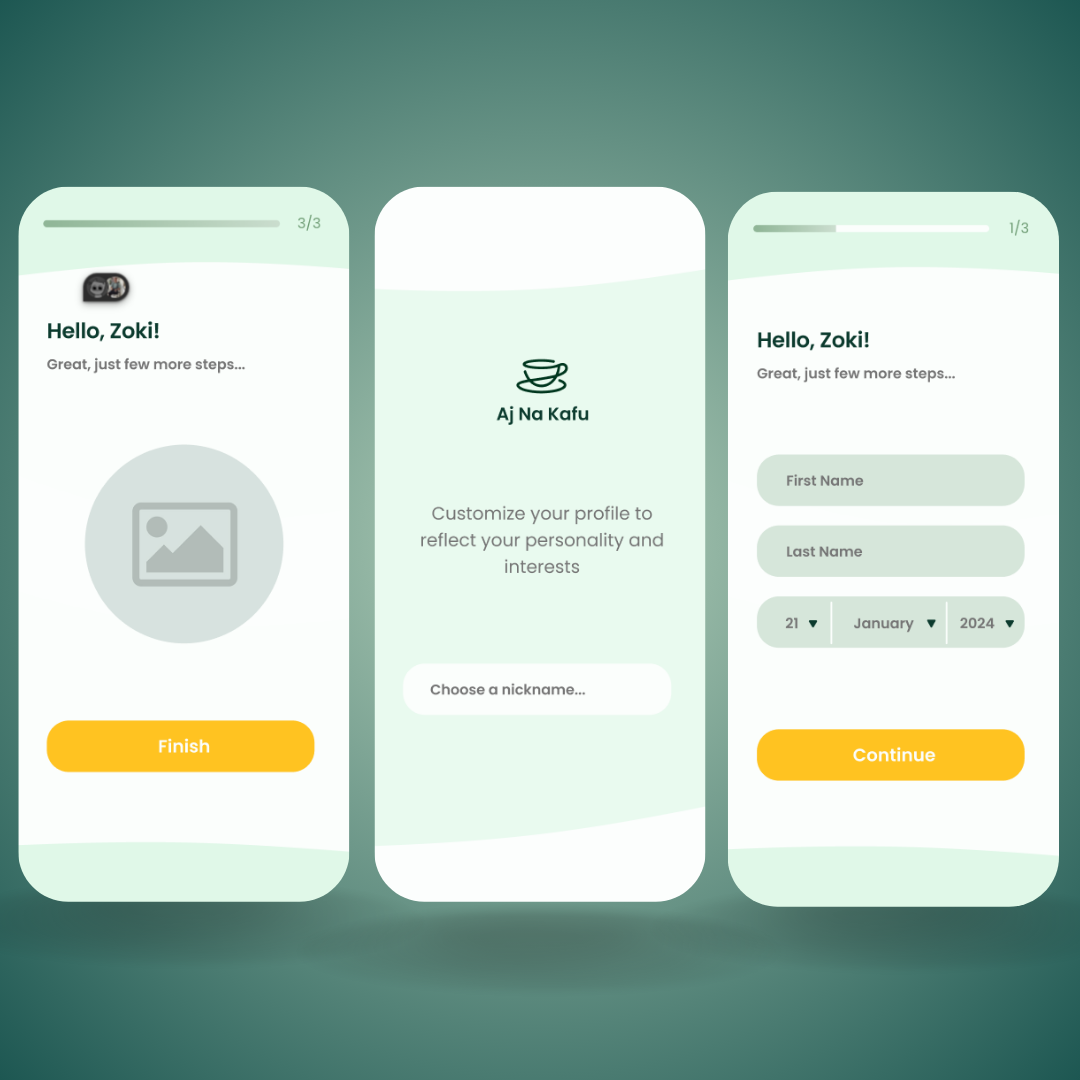 3/3
Hello, Zoki!
Great, just few more steps...
Finish
Aj Na Kafu
Customize your profile to
reflect your personality and
interests
Choose a nickname...
1/3
Hello, Zoki!
Great, just few more steps...
First Name
Last Name
21 January 2024
Continue